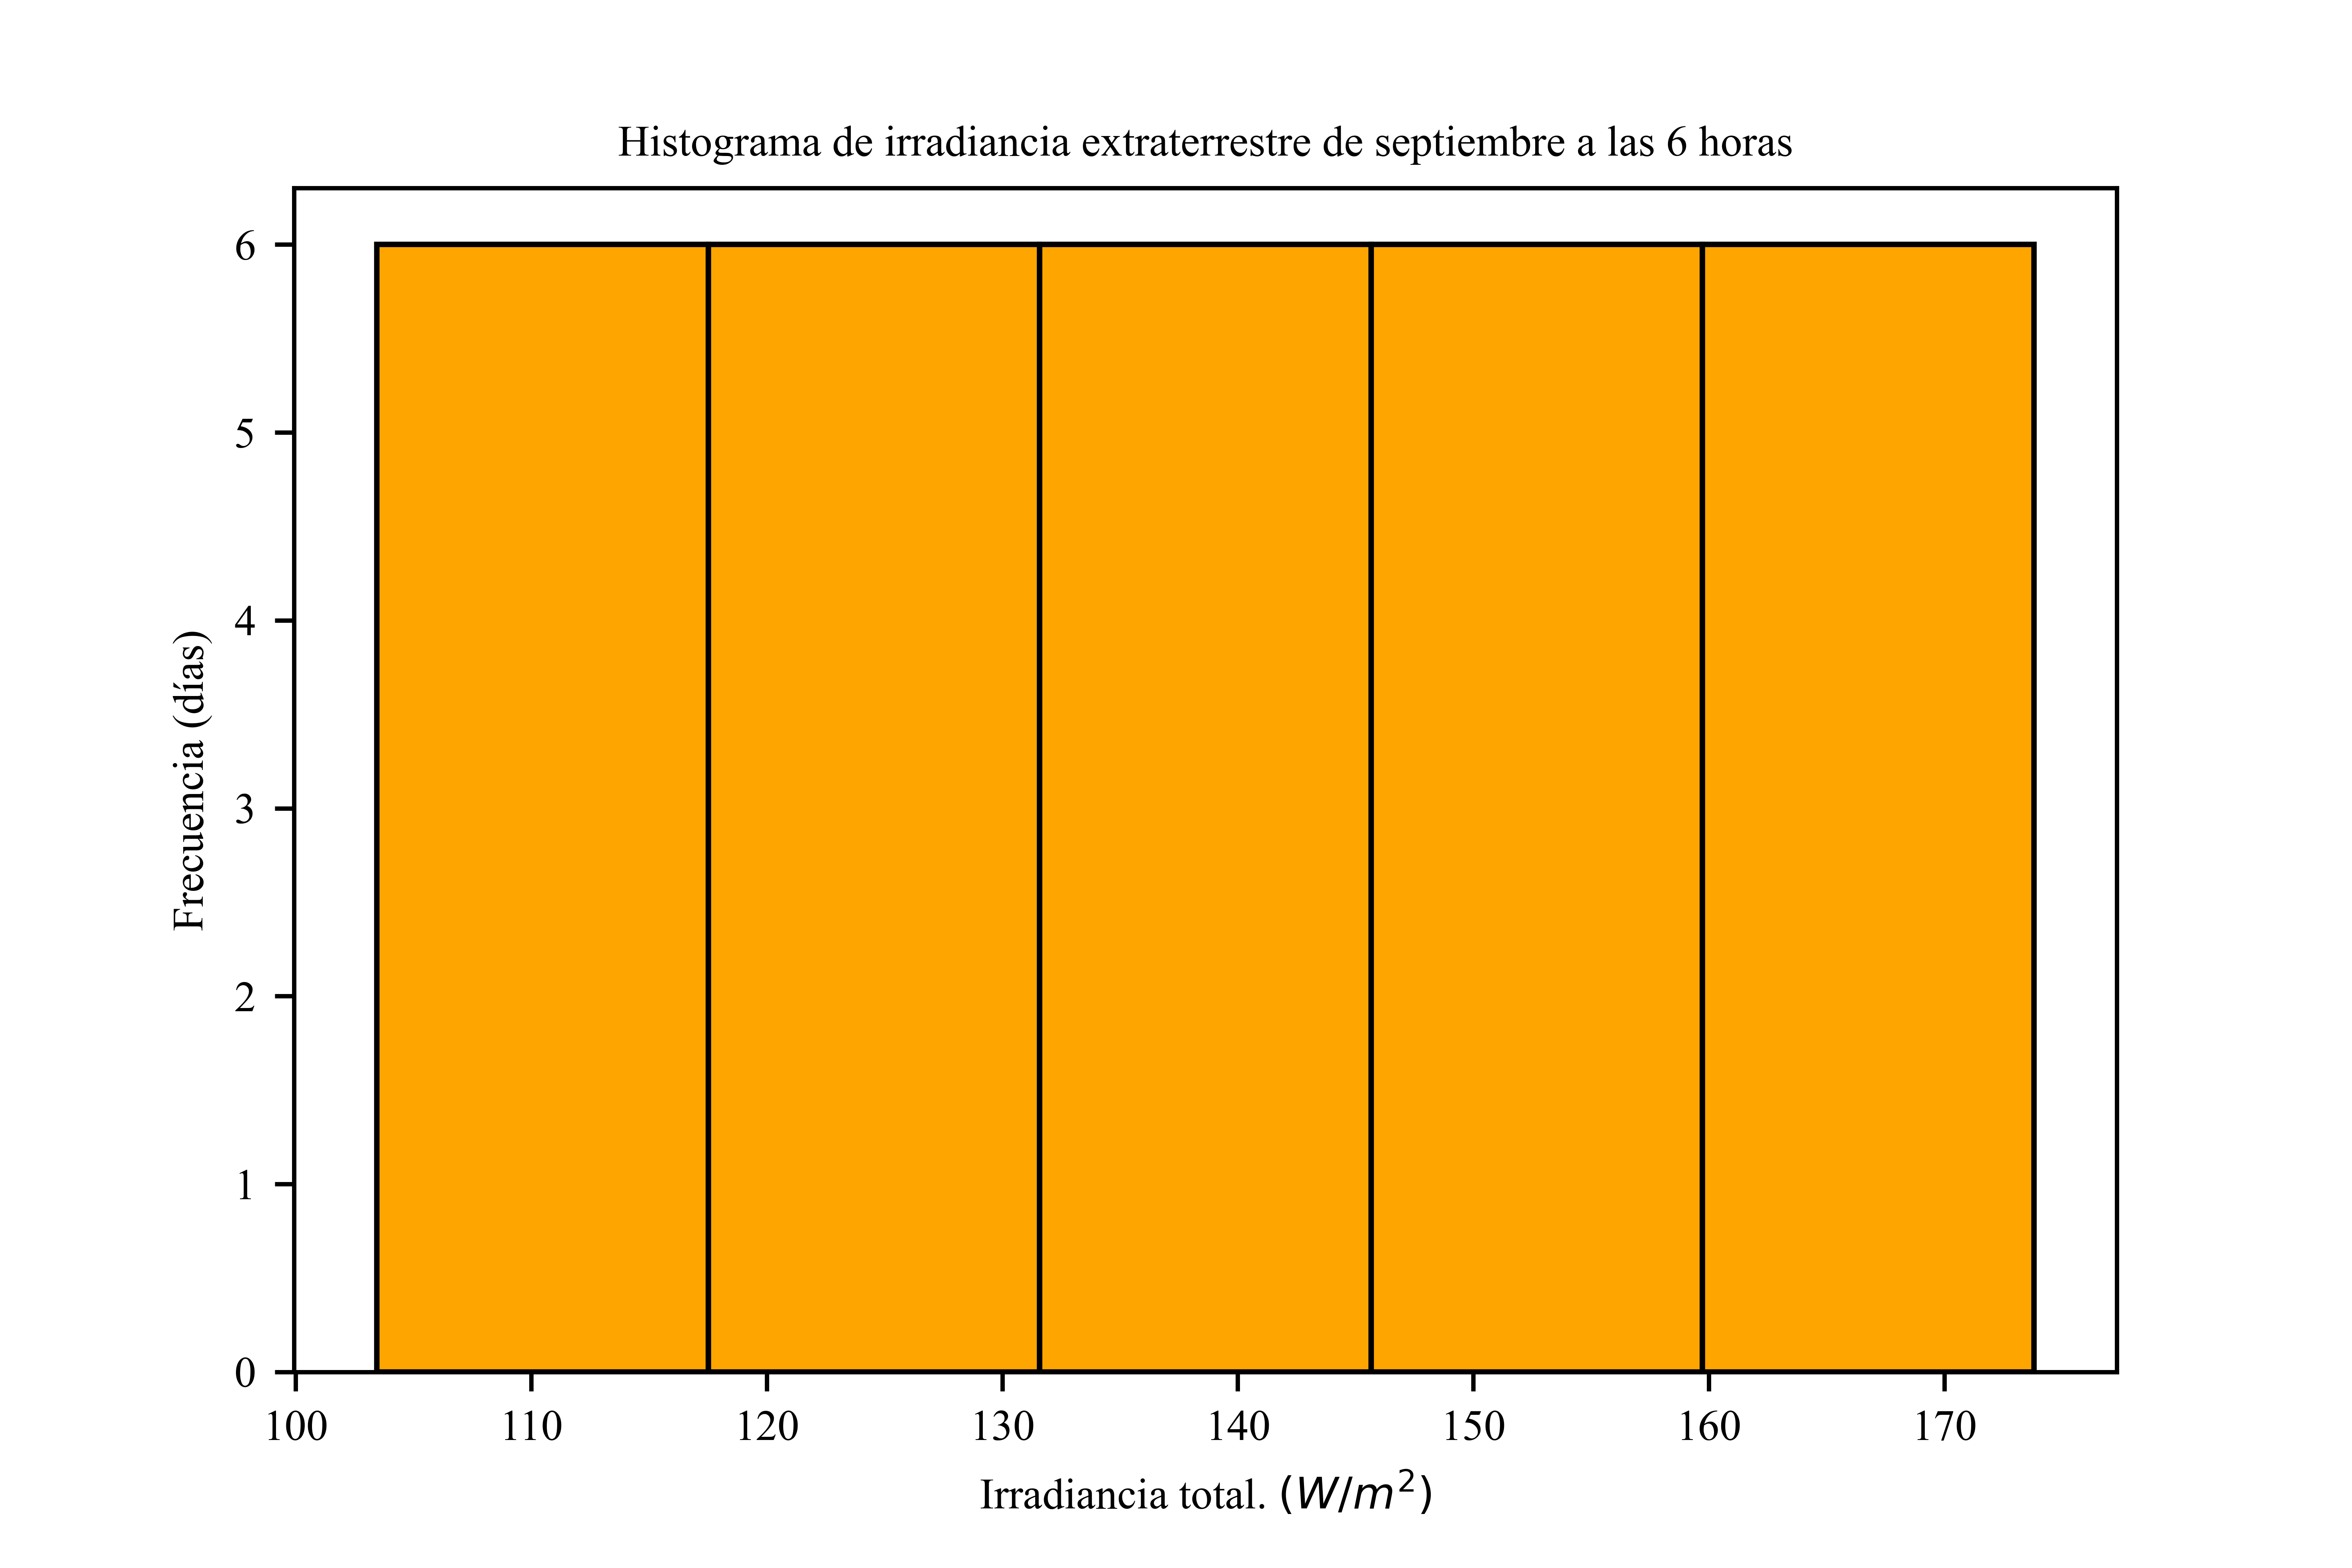 Histograma de irradiancia extraterrestre de septiembre a las 6 horas
6
5
4
3
2
1
0
Frecuencia (días)
100 110 120 130 140 150 160 170
Irradiancia total. (W/m²)